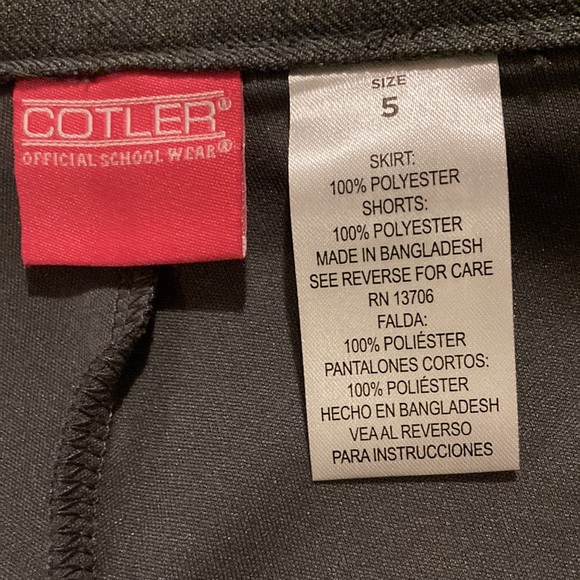 COTLER®
OFFICIAL SCHOOL WEAR®
SIZE
5
SKIRT:
100% POLYESTER
SHORTS:
100% POLYESTER
MADE IN BANGLADESH
SEE REVERSE FOR CARE
RN 13706
FALDA:
100% POLIÉSTER
PANTALONES CORTOS:
100% POLIÉSTER
HECHO EN BANGLADESH
VEA AL REVERSO
PARA INSTRUCCIONES